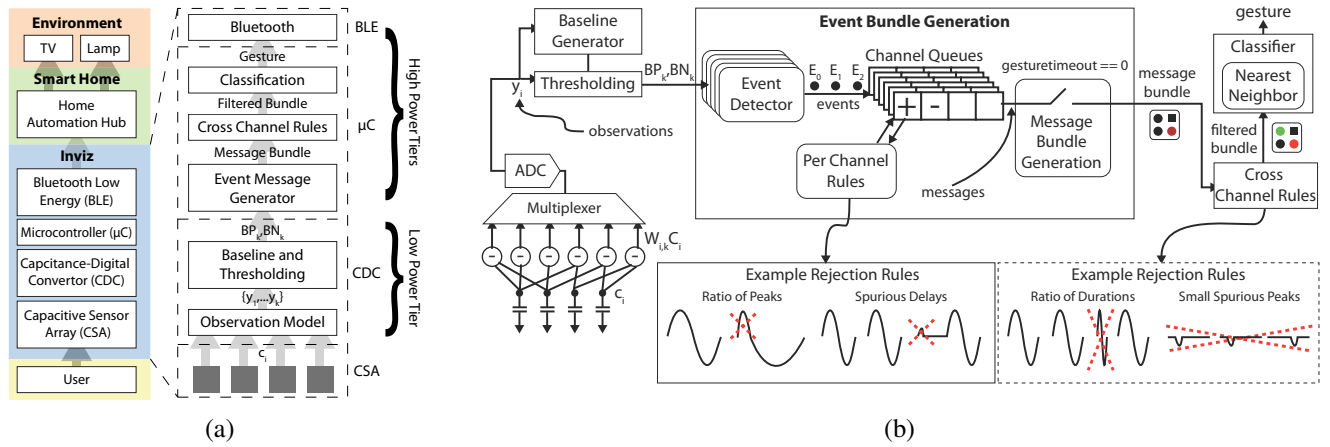 Environment
TV
Lamp
Smart Home
Home
Automation Hub
Inviz
Bluetooth Low
Energy (BLE)
Microcontroller (μC)
Capcitance-Digital
Convertor (CDC)
Capacitive Sensor
Array (CSA)
User
Bluetooth
Gesture
Classification
Filtered Bundle
Cross Channel Rules
Message Bundle
Event Message
Generator
BPₖ,BNₖ
Baseline and
Thresholding
{yᵢ,...yₖ}
Observation Model
cᵢ
BLE
μC
CDC
CSA
High Power Tiers
Low Power
Tier
(a)
Baseline
Generator
Thresholding
yᵢ
observations
ADC
Multiplexer
Wᵢ,ₖCᵢ
- - - - - -
cᵢ
BPₖ,BNₖ
Event Bundle Generation
Event
Detector
E₀ E₁ E₂
events
Channel Queues
+ -
Per Channel
Rules
gesturetimeout == 0
Message
Bundle
Generation
messages
message
bundle
gesture
Classifier
Nearest
Neighbor
filtered
bundle
Cross
Channel Rules
Example Rejection Rules
Ratio of Peaks
Spurious Delays
Example Rejection Rules
Ratio of Durations
Small Spurious Peaks
(b)